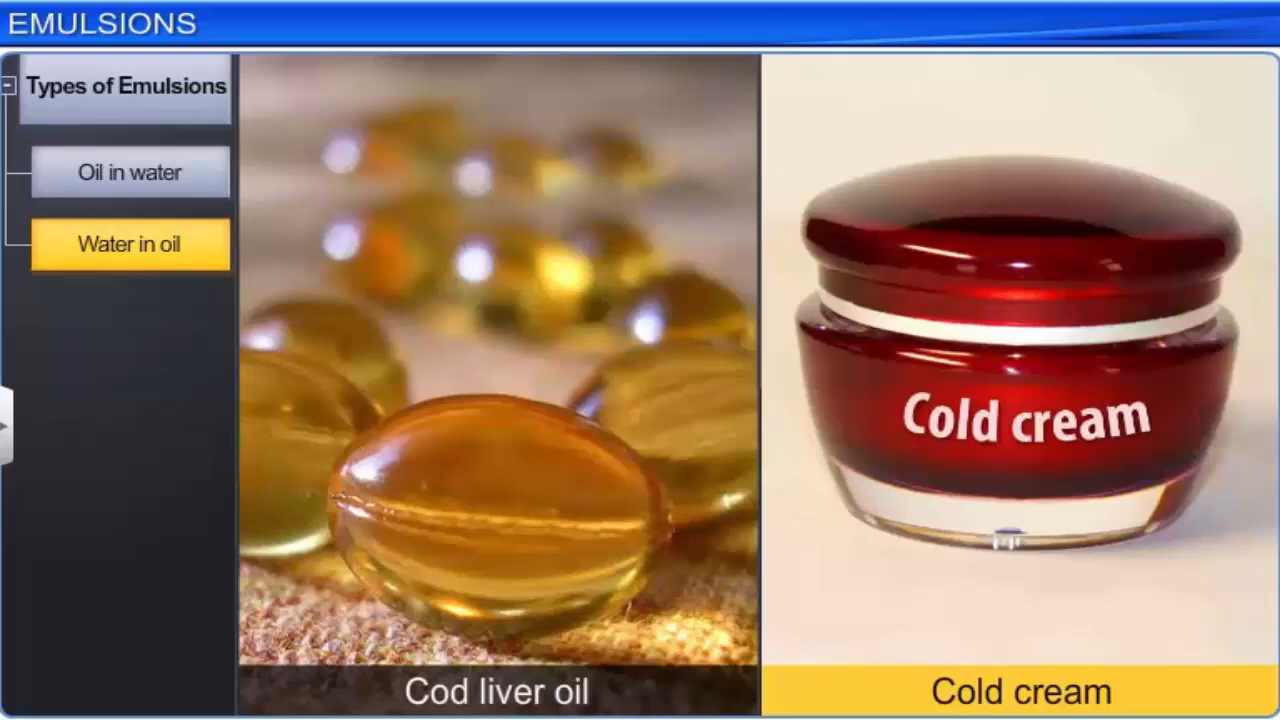 EMULSIONS
Types of Emulsions
Oil in water
Water in oil
Cold cream
Cod liver oil
Cold cream